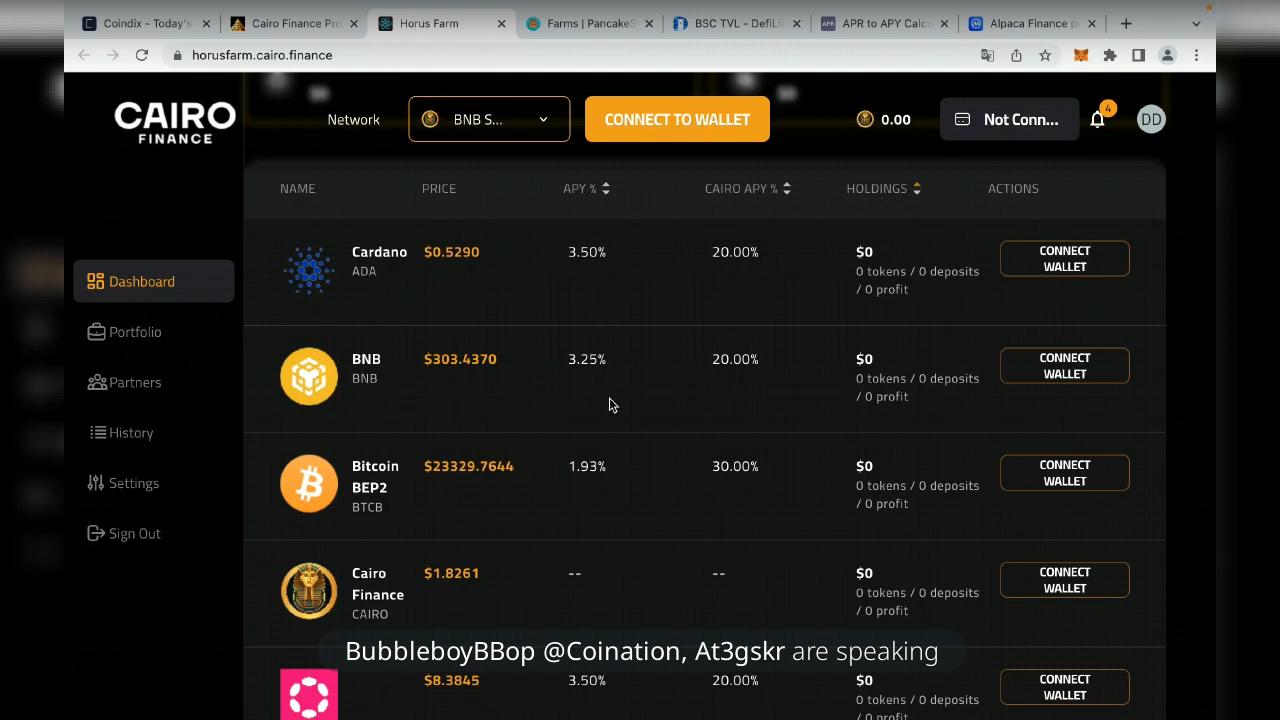 Coindix - Today's
Cairo Finance Pro
Horus Farm
Farms | PancakeS
BSC TVL - DefiLl
APR to APY Calcu
Alpaca Finance p
horusfarm.cairo.finance
CAIRO
FINANCE
Network
BNB S...
CONNECT TO WALLET
0.00
Not Conn...
4
DD
NAME
PRICE
APY %
CAIRO APY %
HOLDINGS
ACTIONS
Dashboard
Portfolio
Partners
History
Settings
Sign Out
Cardano
ADA
$0.5290
3.50%
20.00%
$0
0 tokens / 0 deposits
/ 0 profit
CONNECT
WALLET
BNB
BNB
$303.4370
3.25%
20.00%
$0
0 tokens / 0 deposits
/ 0 profit
CONNECT
WALLET
Bitcoin
BEP2
BTCB
$23329.7644
1.93%
30.00%
$0
0 tokens / 0 deposits
/ 0 profit
CONNECT
WALLET
Cairo
Finance
CAIRO
$1.8261
--
--
$0
0 tokens / 0 deposits
/ 0 profit
CONNECT
WALLET
BubbleboyBBop @Coination, At3gskr are speaking
$8.3845
3.50%
20.00%
$0
0 tokens / 0 deposits
/ 0 profit
CONNECT
WALLET